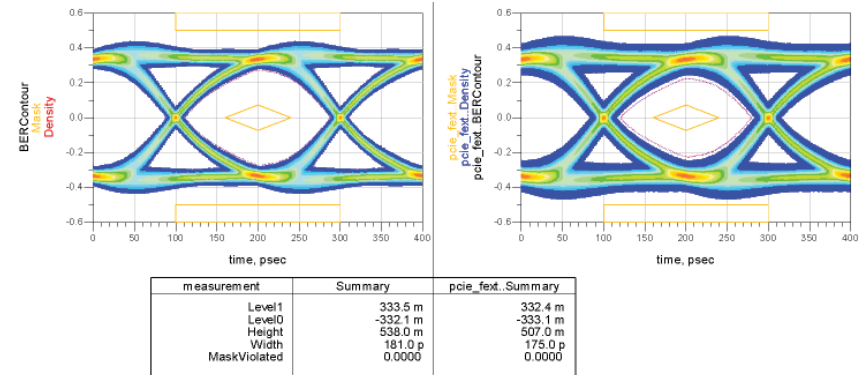 BERContour
Mask
Density
0.6
0.4
0.2
0.0
-0.2
-0.4
-0.6
0 50 100 150 200 250 300 350 400
time, psec
pcie_fext..Mask
pcie_fext..Density
pcie_fext..BERContour
0.6
0.4
0.2
0.0
-0.2
-0.4
-0.6
0 50 100 150 200 250 300 350 400
time, psec
measurement Summary pcie_fext..Summary
Level1 333.5 m 332.4 m
Level0 -332.1 m -333.1 m
Height 538.0 m 507.0 m
Width 181.0 p 175.0 p
MaskViolated 0.0000 0.0000